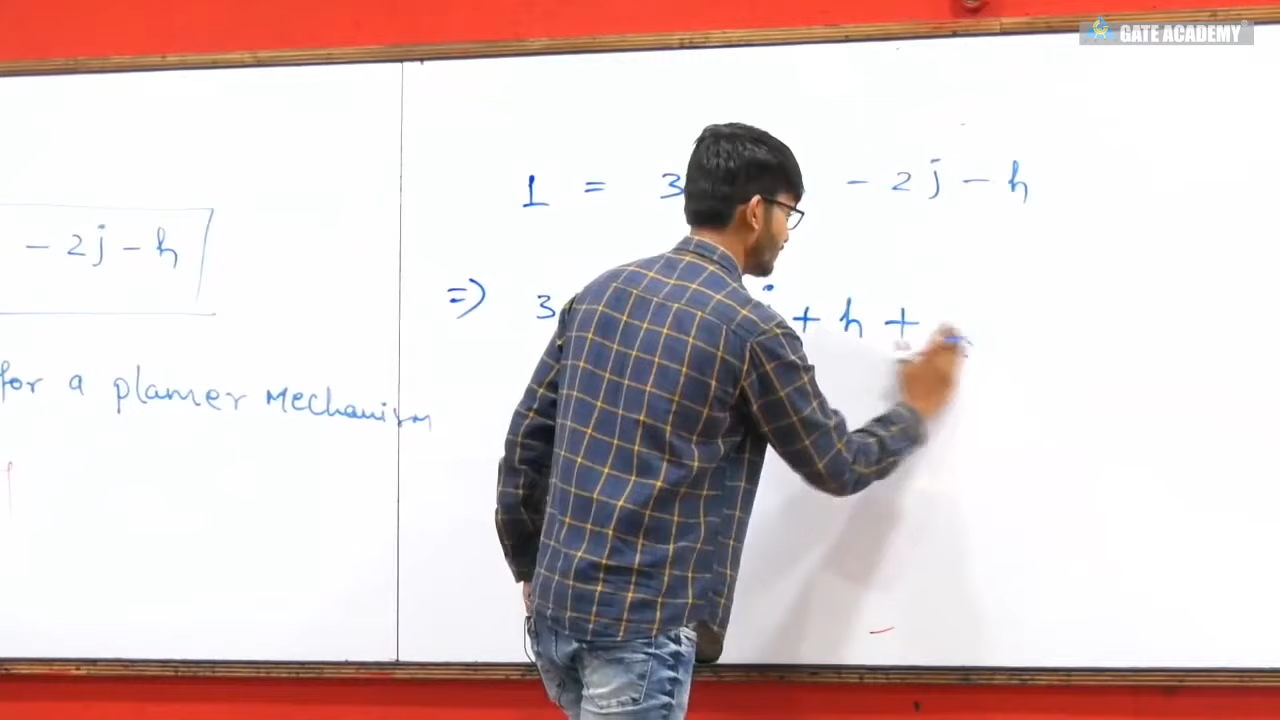 GATE ACADEMY
- 2j - h
for a planer Mechanism
1 = 3 - 2j - h
=> 3 + h +